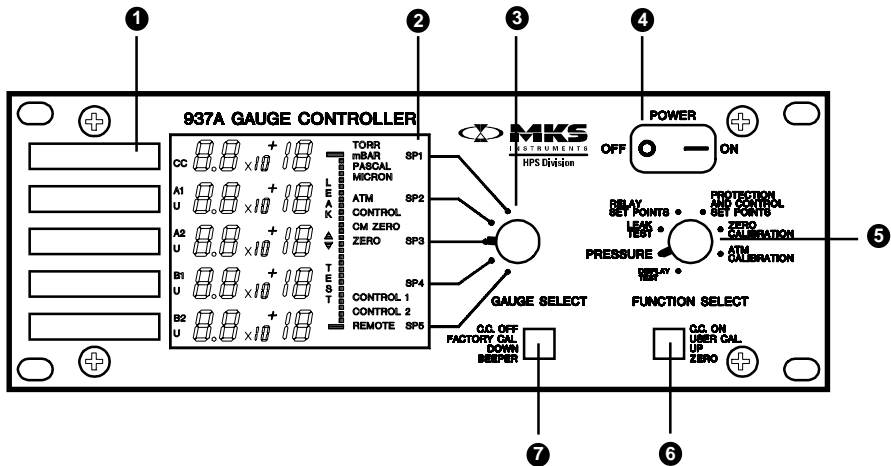 1
2
3
4
937A GAUGE CONTROLLER
CC 8.8 x10 +18
A1
U 8.8 x10 +18
A2
U 8.8 x10 +18
B1
U 8.8 x10 +18
B2
U 8.8 x10 +18
LEAK
TEST
TORR
mBAR SP1
PASCAL
MICRON
ATM SP2
CONTROL
CM ZERO
ZERO SP3
SP4
CONTROL 1
CONTROL 2
REMOTE SP5
MKS
INSTRUMENTS
HPS Division
GAUGE SELECT
POWER
OFF ON
RELAY
SET POINTS
PROTECTION
AND CONTROL
SET POINTS
LEAK
TEST
ZERO
CALIBRATION
PRESSURE
ATM
CALIBRATION
DISPLAY
TEST
5
FUNCTION SELECT
C.C. OFF
FACTORY CAL
DOWN
BEEPER
C.C. ON
USER CAL.
UP
ZERO
7
6